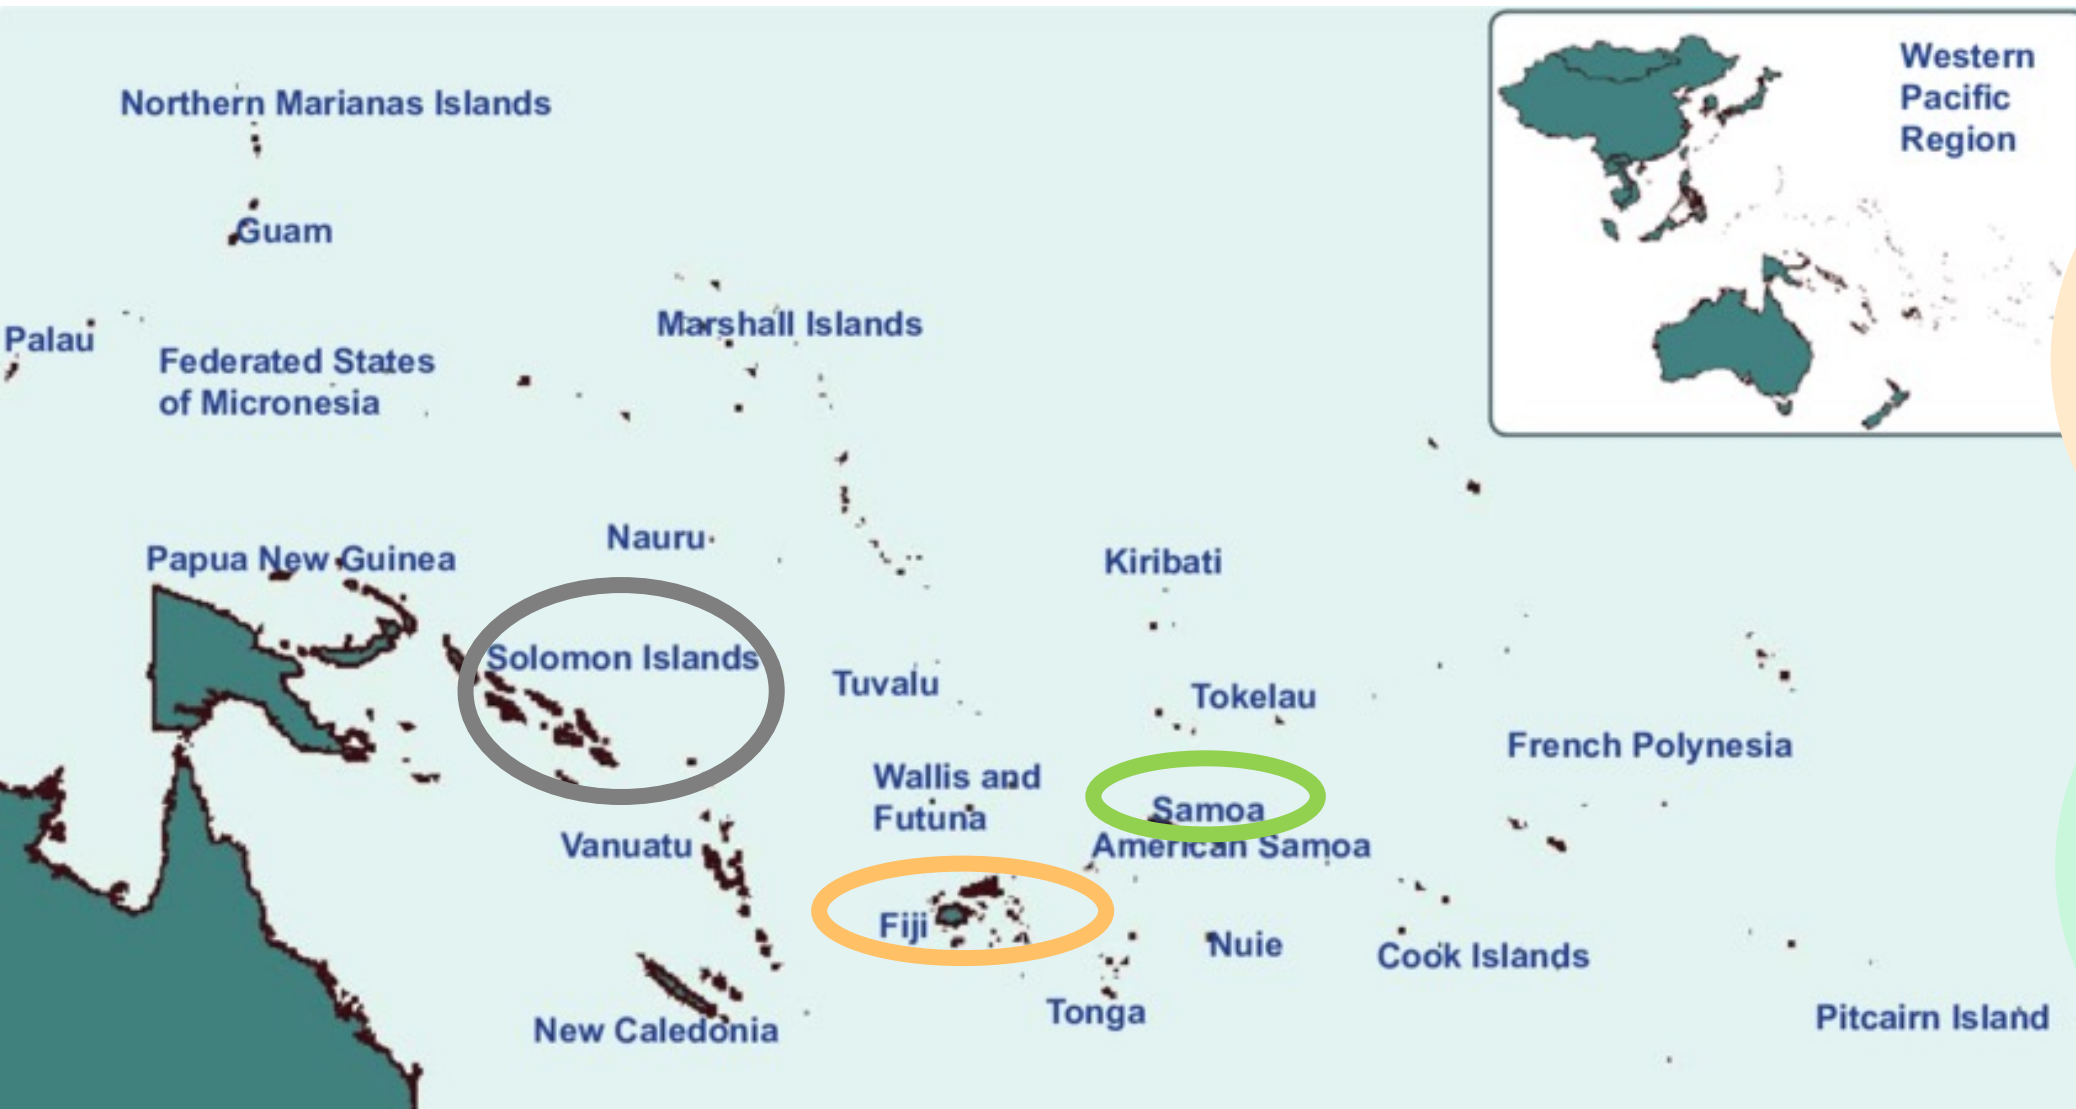 Western
Pacific
Region
Northern Marianas Islands
Guam
Palau
Federated States
of Micronesia
Marshall Islands
Nauru
Papua New Guinea
Kiribati
Solomon Islands
Tuvalu
Tokelau
French Polynesia
Wallis and
Futuna
Samoa
American Samoa
Vanuatu
Fiji
Nuie
Cook Islands
Tonga
New Caledonia
Pitcairn Island